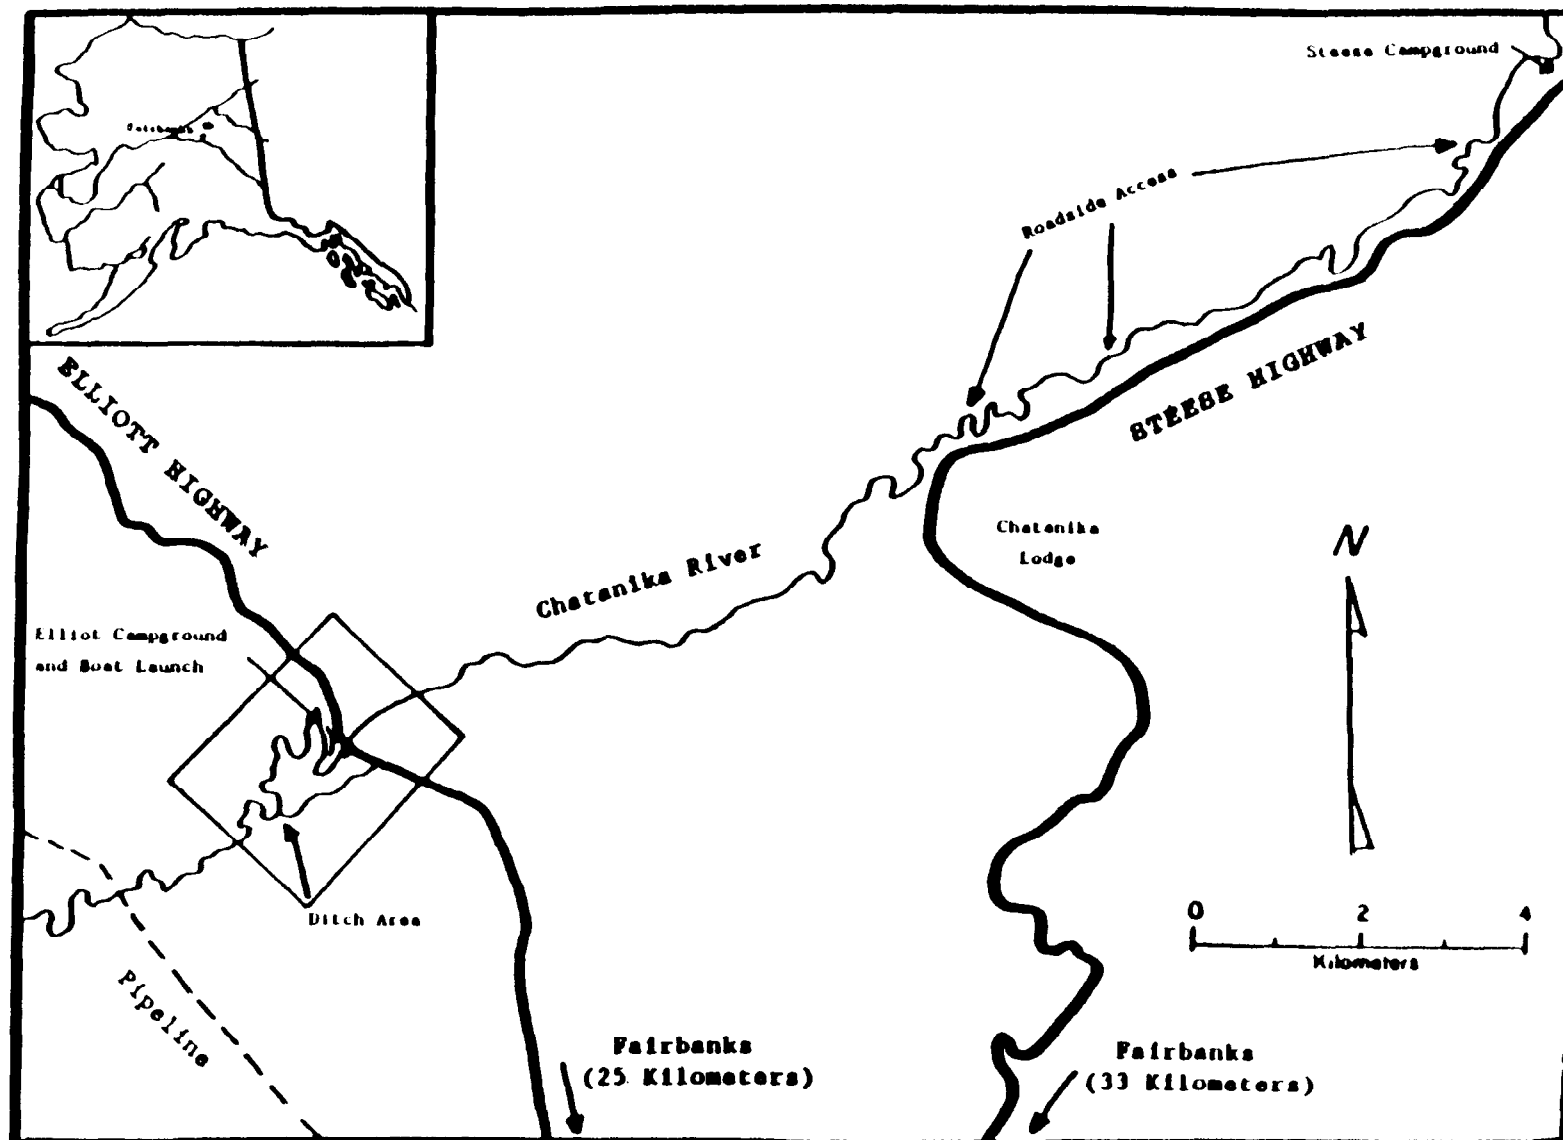 Steese Campground
Fairbanks
Roadside Access
ELLIOTT HIGHWAY
STEESE HIGHWAY
Chatanika
Lodge
N
Chatanika River
Elliot Campground
and Boat Launch
Ditch Area
0 2 4
Kilometers
Pipeline
Fairbanks
(25 Kilometers)
Fairbanks
(33 Kilometers)